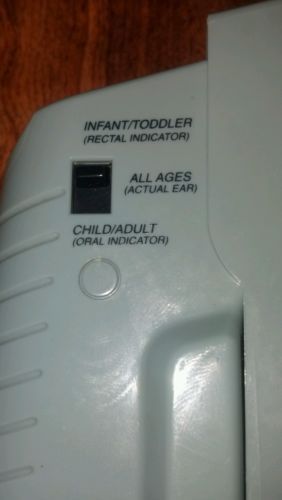 INFANT/TODDLER
(RECTAL INDICATOR)
ALL AGES
(ACTUAL EAR)
CHILD/ADULT
(ORAL INDICATOR)